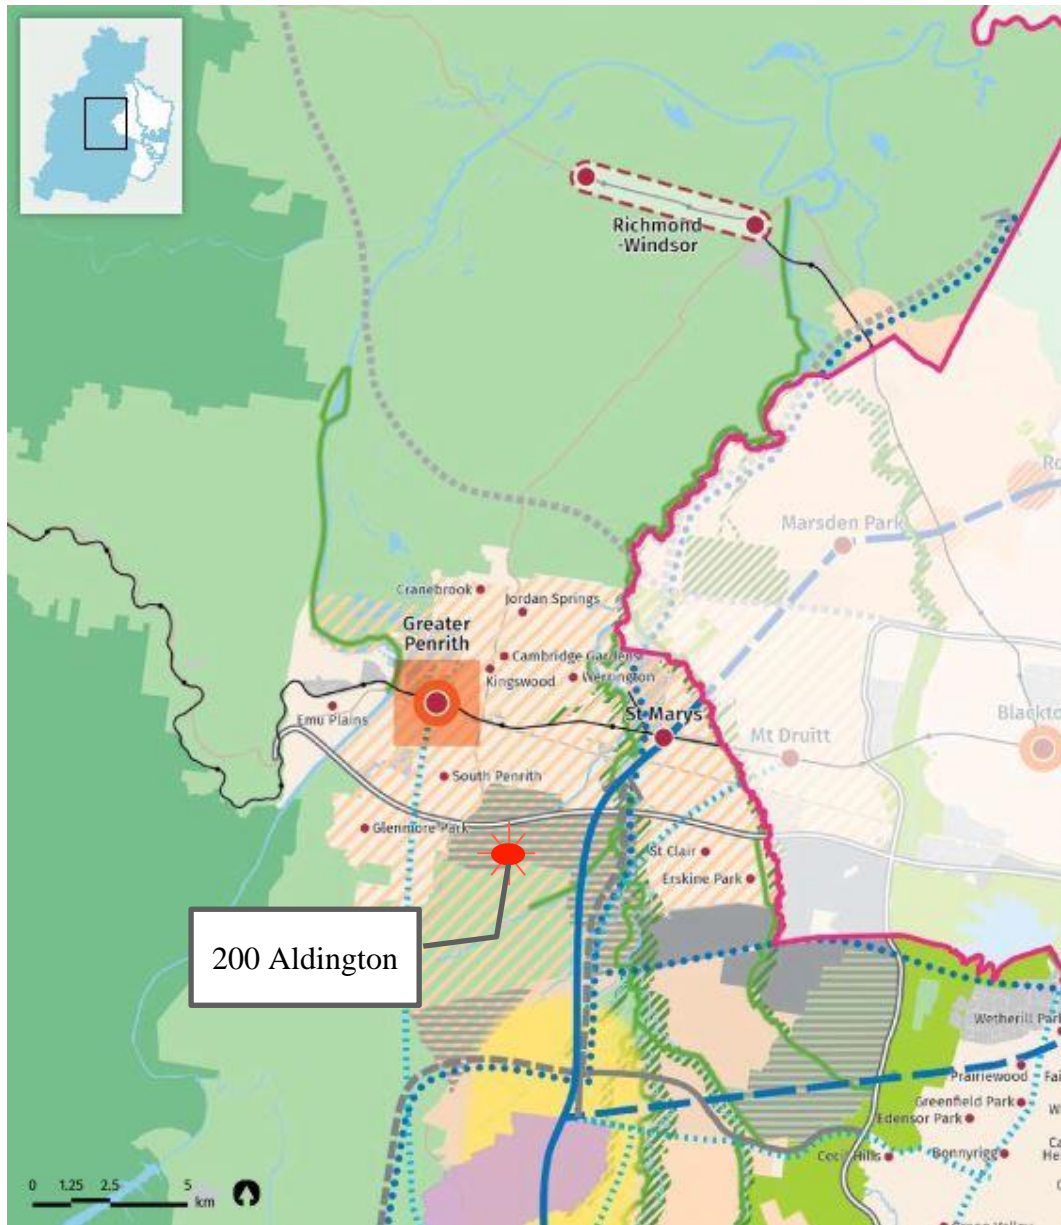 Richmond
-Windsor
Marsden Park
Cranebrook
Jordan Springs
Greater
Penrith
Cambridge Gardens
Kingswood
Werrington
St Marys
Emu Plains
Mt Druitt
South Penrith
Glenmore Park
St Clair
Erskine Park
200 Aldington
Wetherill Park
Prairiewood
Greenfield Park
Edensor Park
Cecil Hills
Bonnyrigg
0 1.25 2.5 5
km